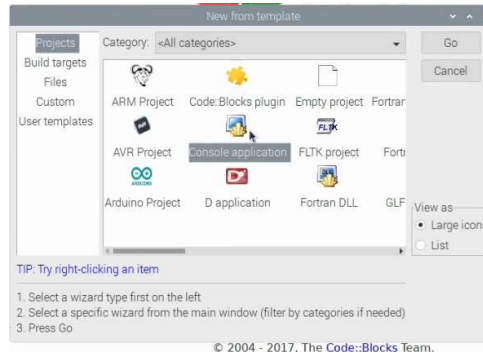 New from template
Projects
Build targets
Files
Custom
User templates
Category: <All categories>
Go
Cancel
ARM Project Code::Blocks plugin Empty project Fortran
FLTK
AVR Project Console application FLTK project Fortr
ARDUINO
Arduino Project D application Fortran DLL GLF
View as
Large icon
List
TIP: Try right-clicking an item
1. Select a wizard type first on the left
2. Select a specific wizard from the main window (filter by categories if needed)
3. Press Go
© 2004 - 2017, The Code::Blocks Team.